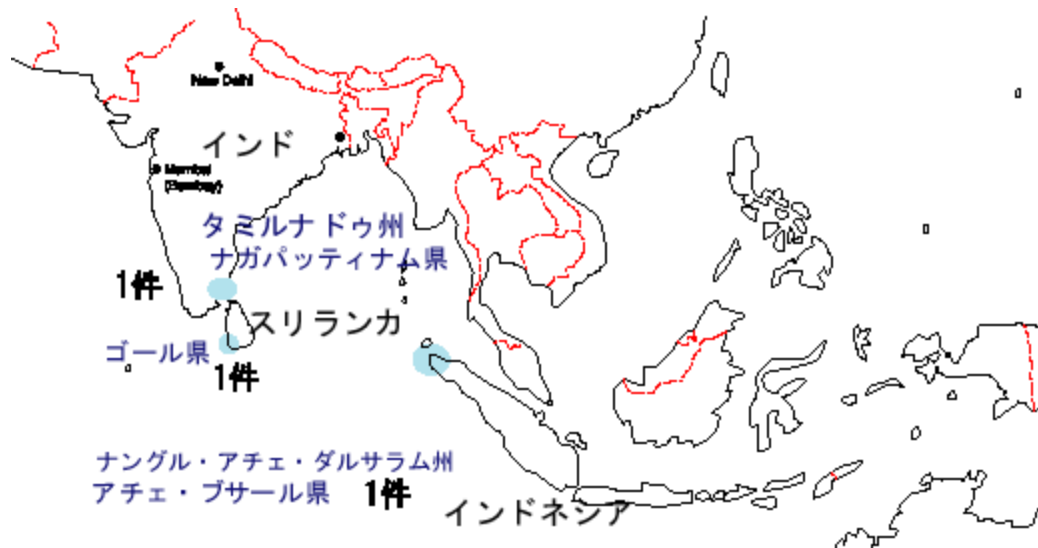 New Delhi
インド
Mumbai
(Bombay)
タミルナドゥ州
ナガパッティナム県
1件
スリランカ
ゴール県
1件
ナングル・アチェ・ダルサラム州
アチェ・ブサール県 1件
インドネシア